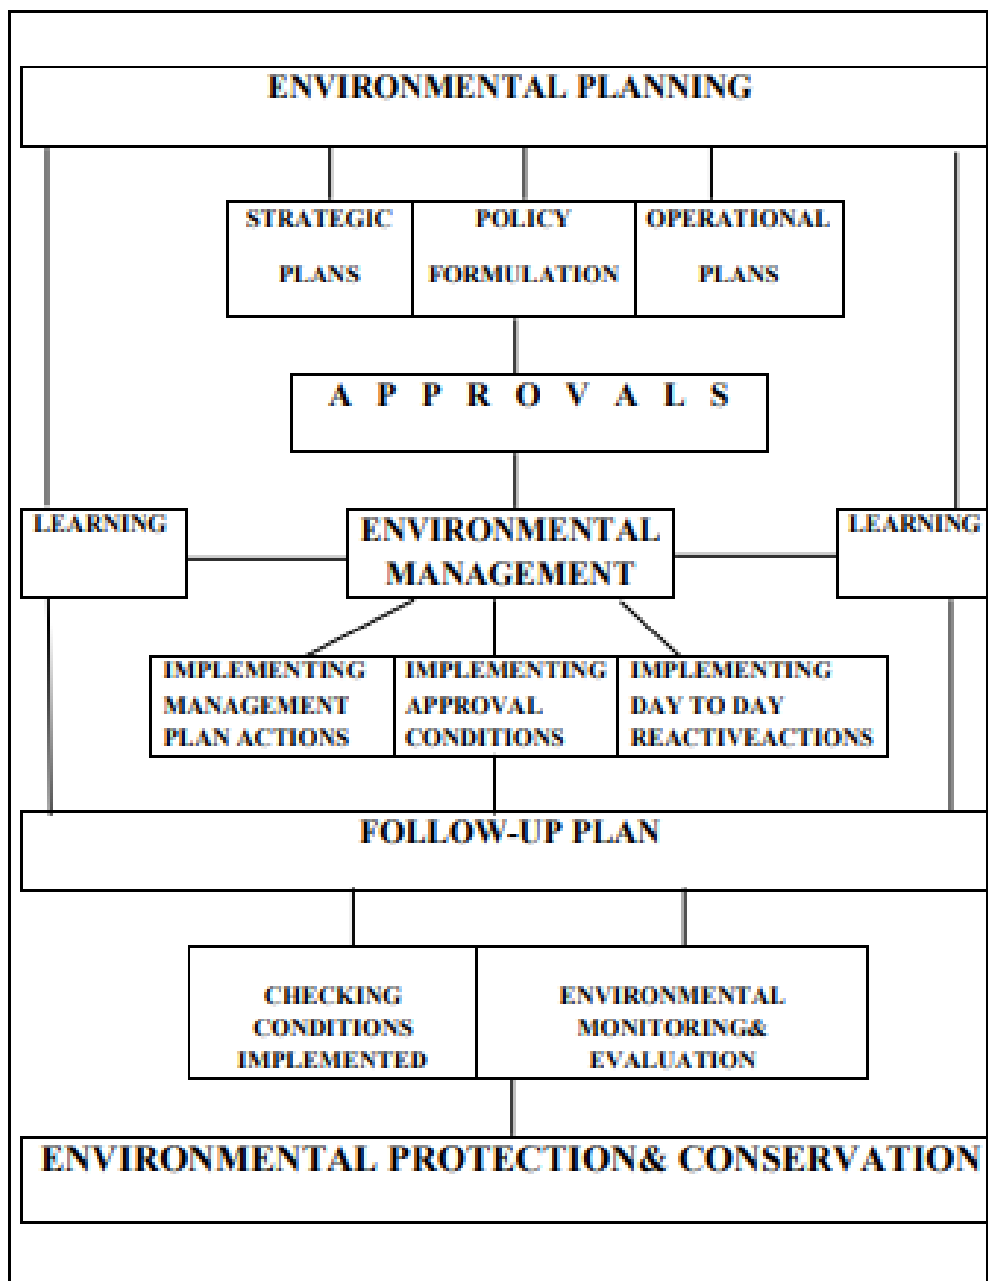 ENVIRONMENTAL PLANNING
STRATEGIC
PLANS
POLICY
FORMULATION
OPERATIONAL
PLANS
A P P R O V A L S
LEARNING
ENVIRONMENTAL
MANAGEMENT
LEARNING
IMPLEMENTING
MANAGEMENT
PLAN ACTIONS
IMPLEMENTING
APPROVAL
CONDITIONS
IMPLEMENTING
DAY TO DAY
REACTIVEACTIONS
FOLLOW-UP PLAN
CHECKING
CONDITIONS
IMPLEMENTED
ENVIRONMENTAL
MONITORING&
EVALUATION
ENVIRONMENTAL PROTECTION& CONSERVATION